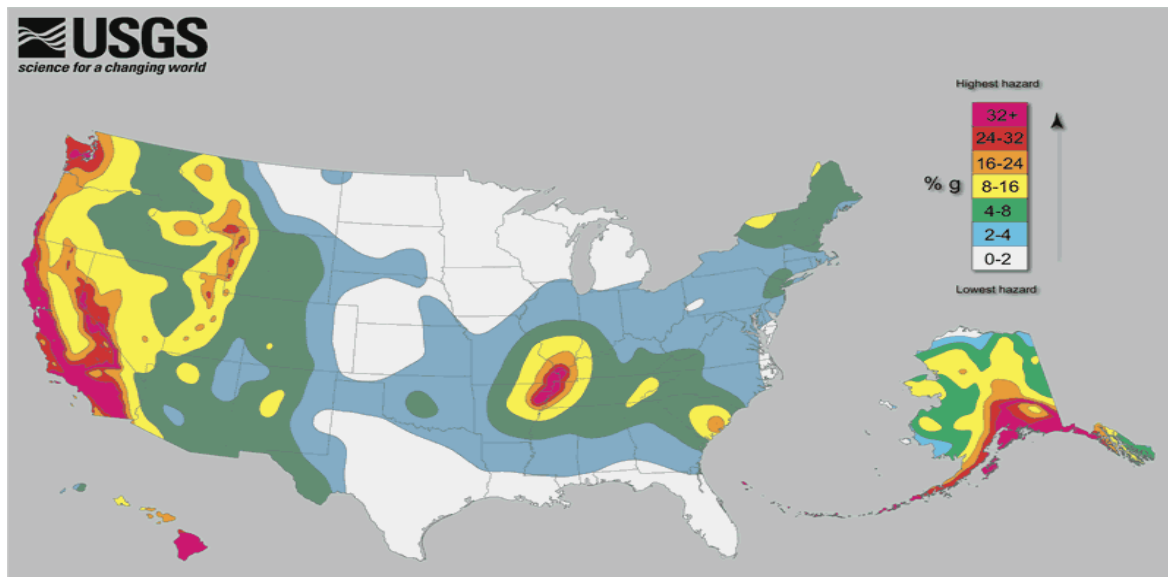 USGS
science for a changing world
Highest hazard
32+
24-32
16-24
% g
8-16
4-8
2-4
0-2
Lowest hazard